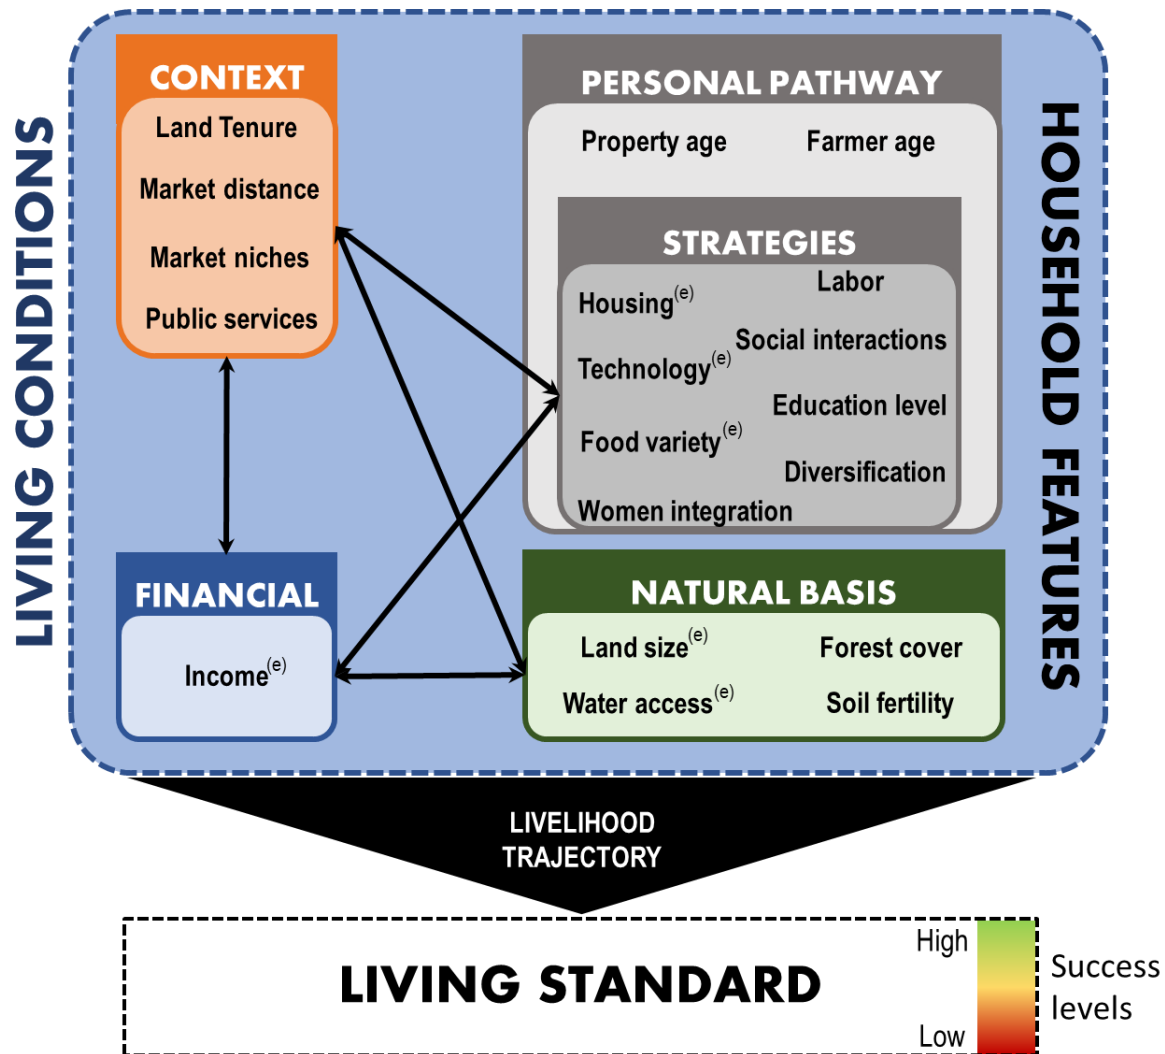 LIVING CONDITIONS
CONTEXT
Land Tenure
Market distance
Market niches
Public services
PERSONAL PATHWAY
Property age
Farmer age
STRATEGIES
Housing(e)
Labor
Technology(e)
Social interactions
Food variety(e)
Education level
Women integration
Diversification
HOUSEHOLD FEATURES
FINANCIAL
Income(e)
NATURAL BASIS
Land size(e)
Forest cover
Water access(e)
Soil fertility
LIVELIHOOD
TRAJECTORY
LIVING STANDARD
High
Low
Success
levels